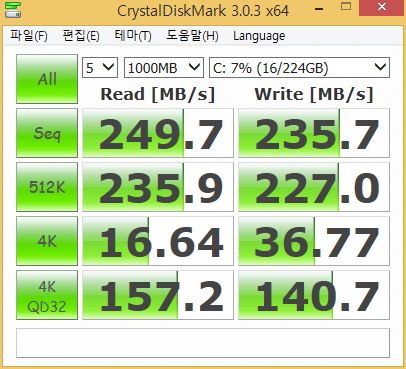 CrystalDiskMark 3.0.3 x64
파일(F) 편집(E) 테마(T) 도움말(H) Language
All 5 1000MB C: 7% (16/224GB)
Read [MB/s] Write [MB/s]
Seq 249.7 235.7
512K 235.9 227.0
4K 16.64 36.77
4K QD32 157.2 140.7